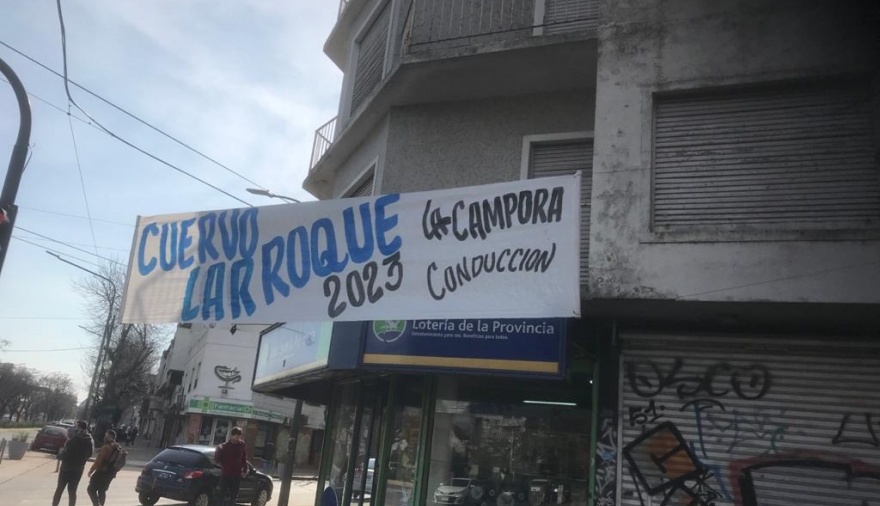 CUERVO
LARROQUE
2023
LA CAMPORA
CONDUCCION
Lotería de la Provincia